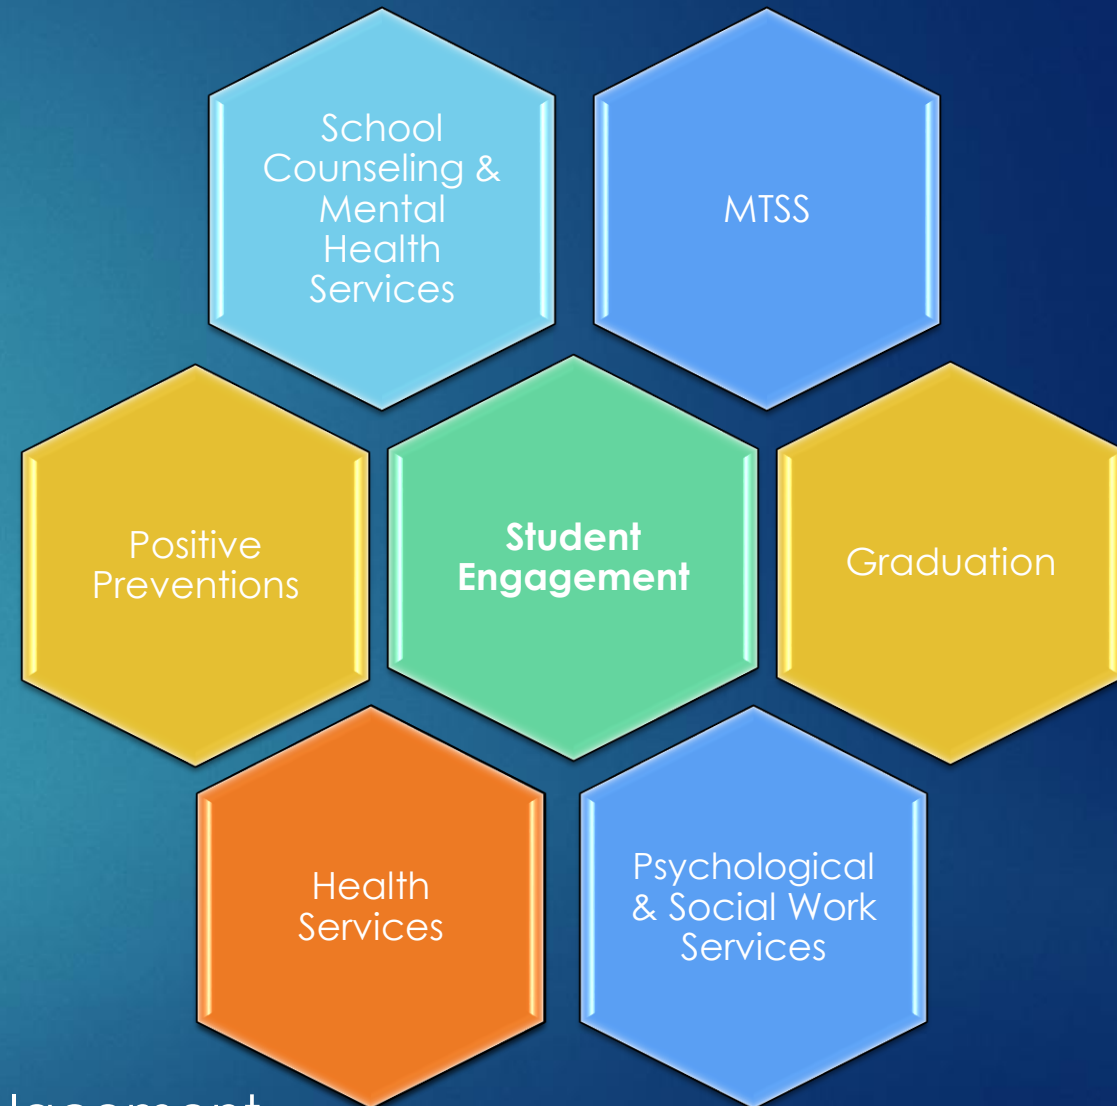 School
Counseling &
Mental
Health
Services
MTSS
Positive
Preventions
Student
Engagement
Graduation
Health
Services
Psychological
& Social Work
Services